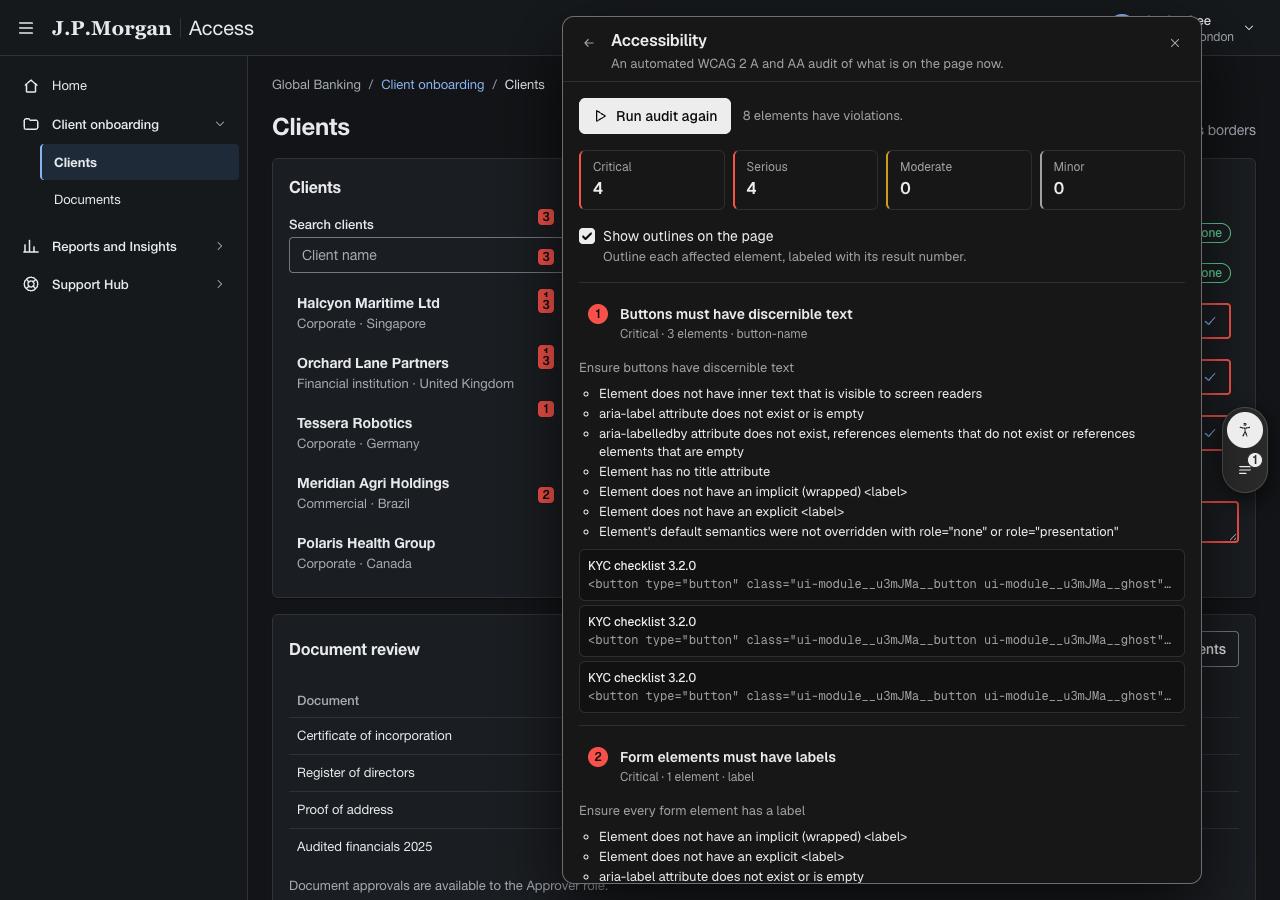 J.P.Morgan Access
ee
ondon
Home
Client onboarding
Clients
Documents
Reports and Insights
Support Hub
Global Banking / Client onboarding / Clients
Clients
s borders
Clients
Search clients
Client name
Halcyon Maritime Ltd
Corporate · Singapore
Orchard Lane Partners
Financial institution · United Kingdom
Tessera Robotics
Corporate · Germany
Meridian Agri Holdings
Commercial · Brazil
Polaris Health Group
Corporate · Canada
3
3
3
3
1
2
one
one
Document review
ents
Document
Certificate of incorporation
Register of directors
Proof of address
Audited financials 2025
Document approvals are available to the Approver role.
Accessibility
An automated WCAG 2 A and AA audit of what is on the page now.
Run audit again
8 elements have violations.
Critical
4
Serious
4
Moderate
0
Minor
0
Show outlines on the page
Outline each affected element, labeled with its result number.
1 Buttons must have discernible text
Critical · 3 elements · button-name
Ensure buttons have discernible text
Element does not have inner text that is visible to screen readers
aria-label attribute does not exist or is empty
aria-labelledby attribute does not exist, references elements that do not exist or references
elements that are empty
Element has no title attribute
Element does not have an implicit (wrapped) <label>
Element does not have an explicit <label>
Element's default semantics were not overridden with role="none" or role="presentation"
KYC checklist 3.2.0
<button type="button" class="ui-module__u3mJMa__button ui-module__u3mJMa__ghost"…
KYC checklist 3.2.0
<button type="button" class="ui-module__u3mJMa__button ui-module__u3mJMa__ghost"…
KYC checklist 3.2.0
<button type="button" class="ui-module__u3mJMa__button ui-module__u3mJMa__ghost"…
2 Form elements must have labels
Critical · 1 element · label
Ensure every form element has a label
Element does not have an implicit (wrapped) <label>
Element does not have an explicit <label>
aria-label attribute does not exist or is empty
1